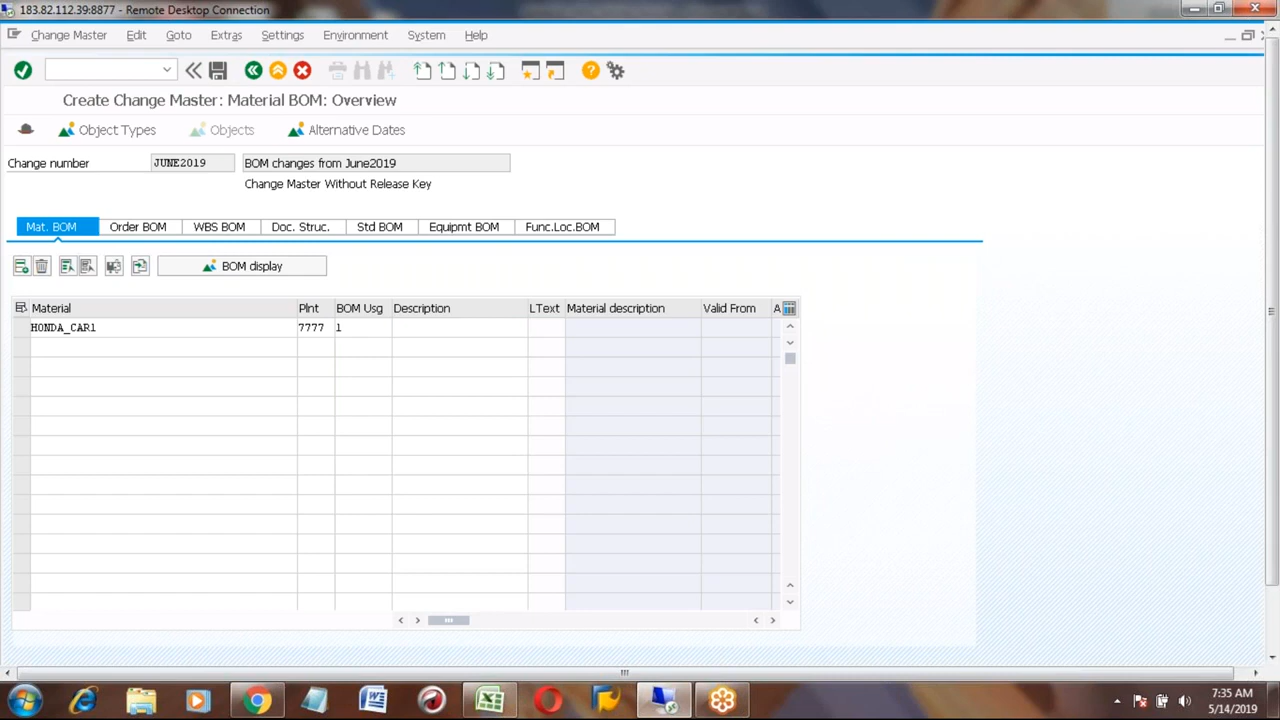 183.82.112.39:8877 - Remote Desktop Connection
Change Master Edit Goto Extras Settings Environment System Help
Create Change Master: Material BOM: Overview
Object Types Objects Alternative Dates
Change number JUNE2019 BOM changes from June2019
Change Master Without Release Key
Mat. BOM Order BOM WBS BOM Doc. Struc. Std BOM Equipmt BOM Func.Loc.BOM
BOM display
Material Plnt BOM Usg Description LText Material description Valid From A
HONDA_CAR1 7777 1
7:35 AM
5/14/2019